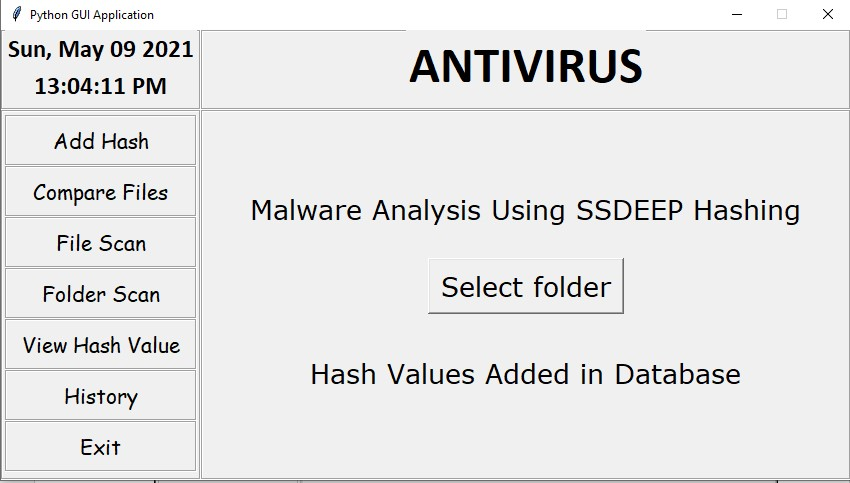 Python GUI Application
Sun, May 09 2021
13:04:11 PM
ANTIVIRUS
Add Hash
Compare Files
File Scan
Folder Scan
View Hash Value
History
Exit
Malware Analysis Using SSDEEP Hashing
Select folder
Hash Values Added in Database